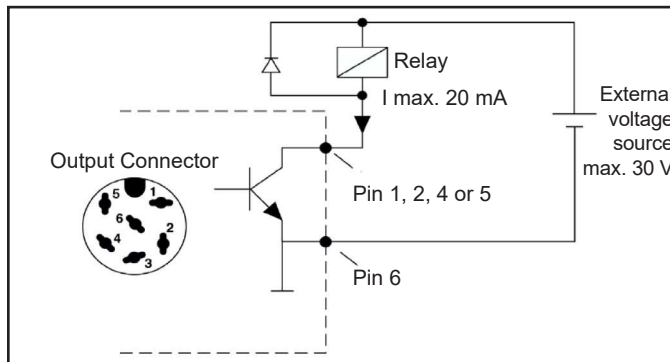 Relay
I max. 20 mA
Externa
voltage
source
max. 30 V
Output Connector
Pin 1, 2, 4 or 5
5
1
6
4
2
3
Pin 6